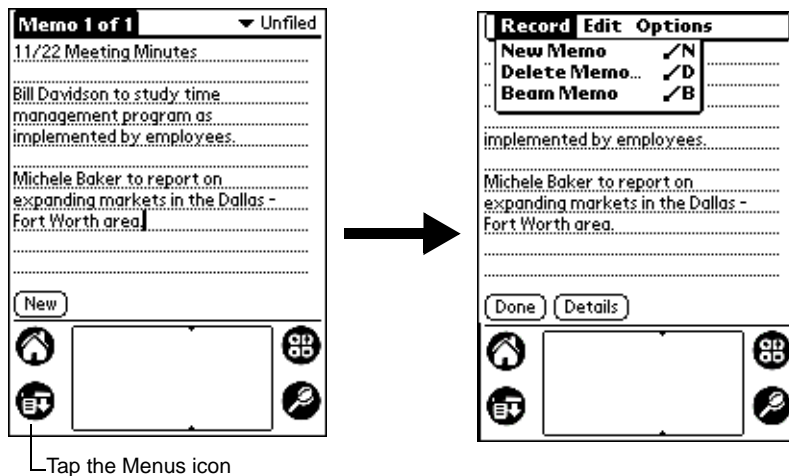 Memo 1 of 1
Unfiled
11/22 Meeting Minutes
Bill Davidson to study time
management program as
implemented by employees.
Michele Baker to report on
expanding markets in the Dallas -
Fort Worth area.
New
Tap the Menus icon
Record Edit Options
New Memo /N
Delete Memo... /D
Beam Memo /B
implemented by employees.
Michele Baker to report on
expanding markets in the Dallas -
Fort Worth area.
Done Details